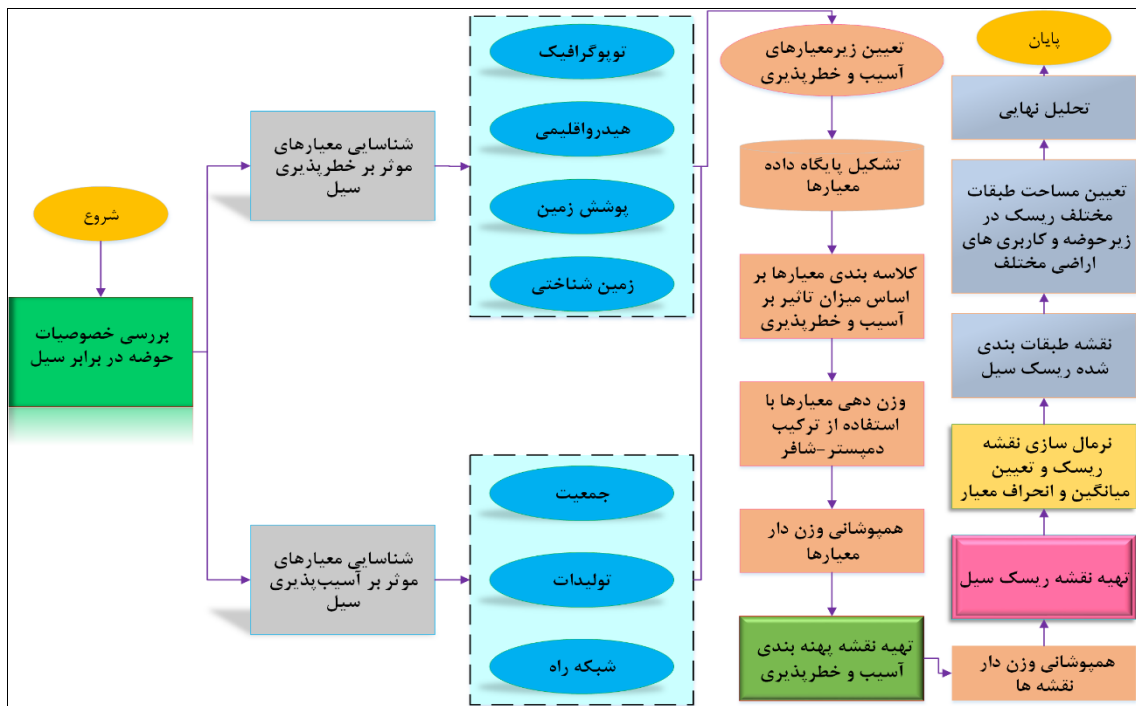 شروع
بررسی خصوصیات
حوضه در برابر سیل
شناسایی معیارهای
موثر بر خطرپذیری
سیل
توپوگرافیک
هیدرواقلیمی
پوشش زمین
زمین شناختی
شناسایی معیارهای
موثر بر آسیب‌پذیری
سیل
جمعیت
تولیدات
شبکه راه
تعیین زیرمعیارهای
آسیب و خطرپذیری
تشکیل پایگاه داده
معیارها
کلاسه بندی معیارها بر
اساس میزان تاثیر بر
آسیب و خطرپذیری
وزن دهی معیارها با
استفاده از ترکیب
دمپستر-شافر
همپوشانی وزن دار
معیارها
تهیه نقشه پهنه بندی
آسیب و خطرپذیری
همپوشانی وزن دار
نقشه ها
تهیه نقشه ریسک سیل
نرمال سازی نقشه
ریسک و تعیین
میانگین و انحراف معیار
نقشه طبقات بندی
شده ریسک سیل
تعیین مساحت طبقات
مختلف ریسک در
زیرحوضه و کاربری های
اراضی مختلف
تحلیل نهایی
پایان